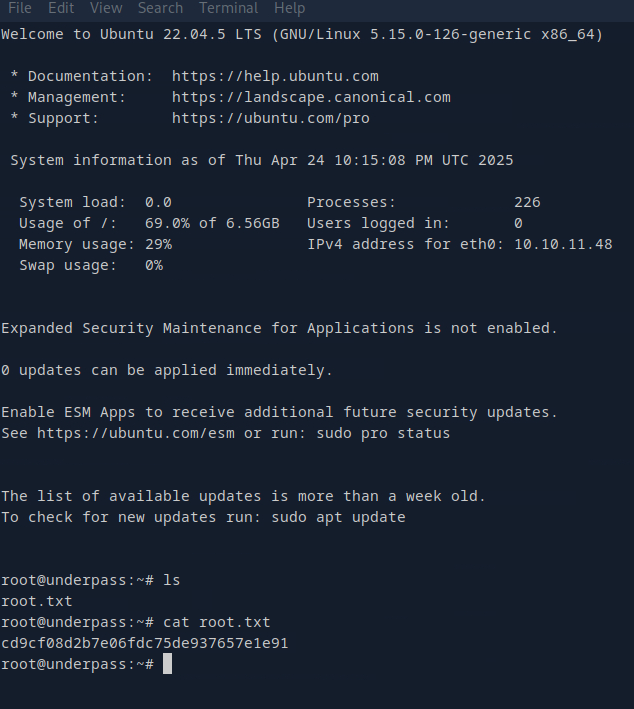 File Edit View Search Terminal Help
Welcome to Ubuntu 22.04.5 LTS (GNU/Linux 5.15.0-126-generic x86_64)
* Documentation: https://help.ubuntu.com
* Management: https://landscape.canonical.com
* Support: https://ubuntu.com/pro
System information as of Thu Apr 24 10:15:08 PM UTC 2025
System load: 0.0 Processes: 226
Usage of /: 69.0% of 6.56GB Users logged in: 0
Memory usage: 29% IPv4 address for eth0: 10.10.11.48
Swap usage: 0%
Expanded Security Maintenance for Applications is not enabled.
0 updates can be applied immediately.
Enable ESM Apps to receive additional future security updates.
See https://ubuntu.com/esm or run: sudo pro status
The list of available updates is more than a week old.
To check for new updates run: sudo apt update
root@underpass:~# ls
root.txt
root@underpass:~# cat root.txt
cd9cf08d2b7e06fdc75de937657e1e91
root@underpass:~#